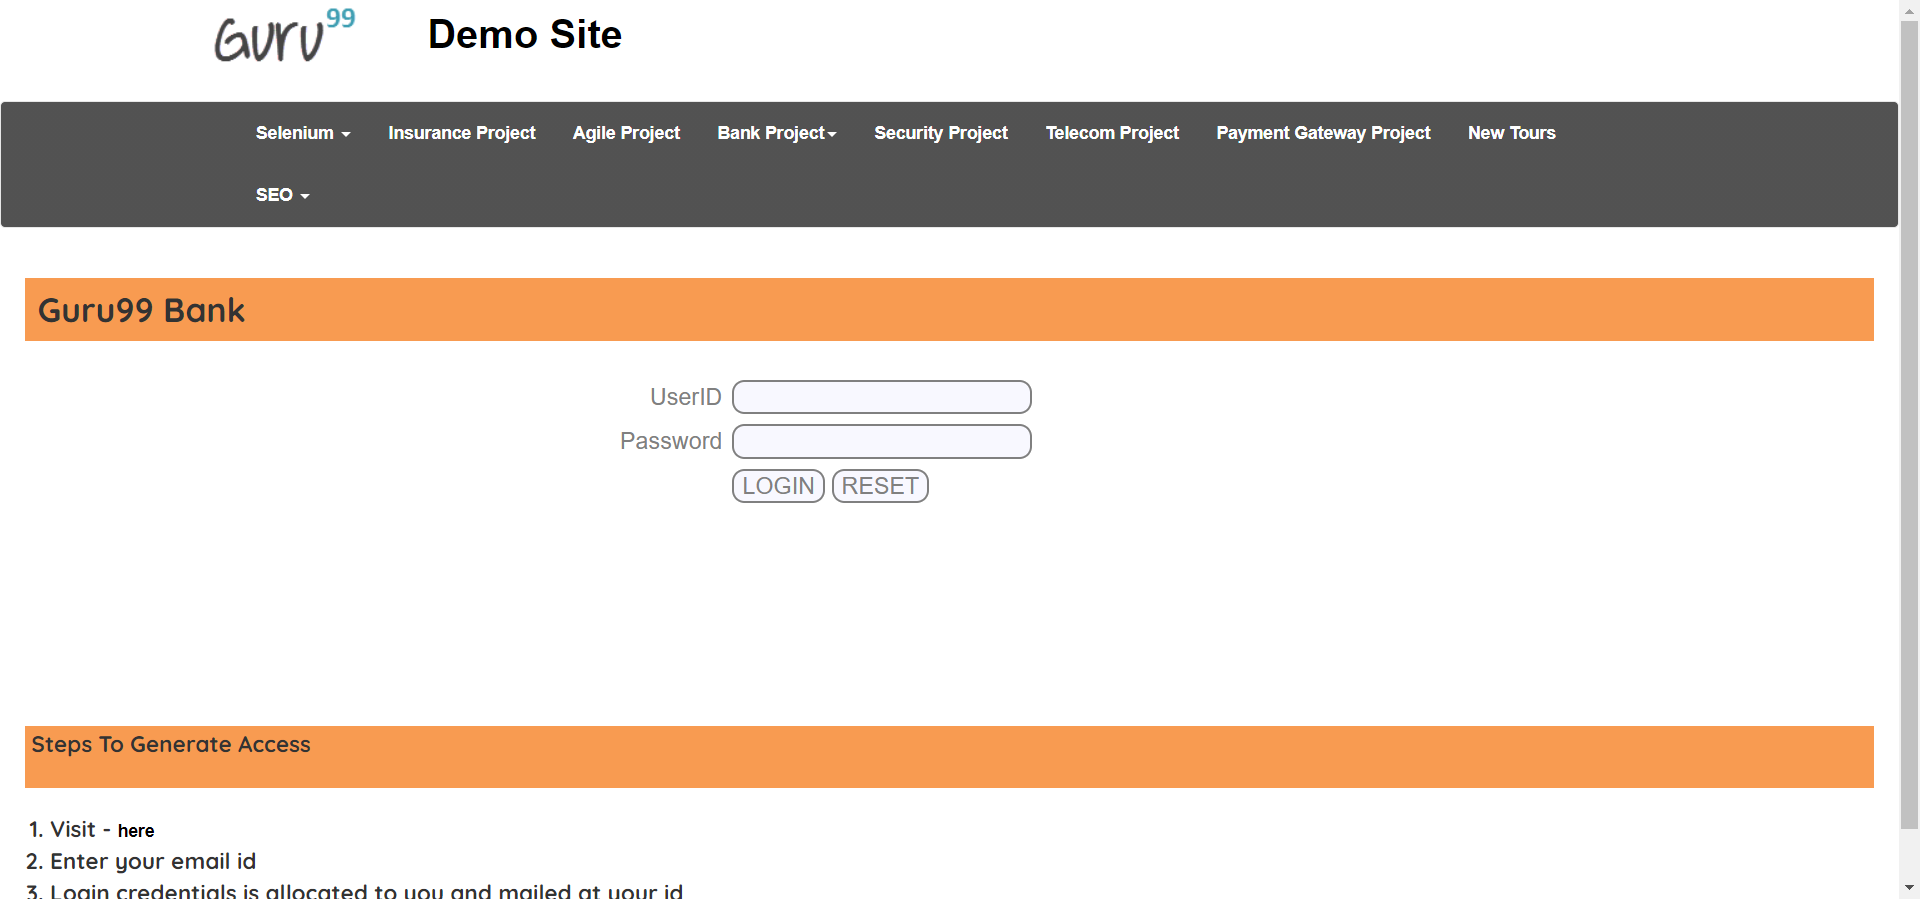 Guru99 Demo Site
Selenium Insurance Project Agile Project Bank Project Security Project Telecom Project Payment Gateway Project New Tours
SEO
Guru99 Bank
UserID
Password
LOGIN RESET
Steps To Generate Access
1. Visit - here
2. Enter your email id
3. Login credentials is allocated to you and mailed at your id